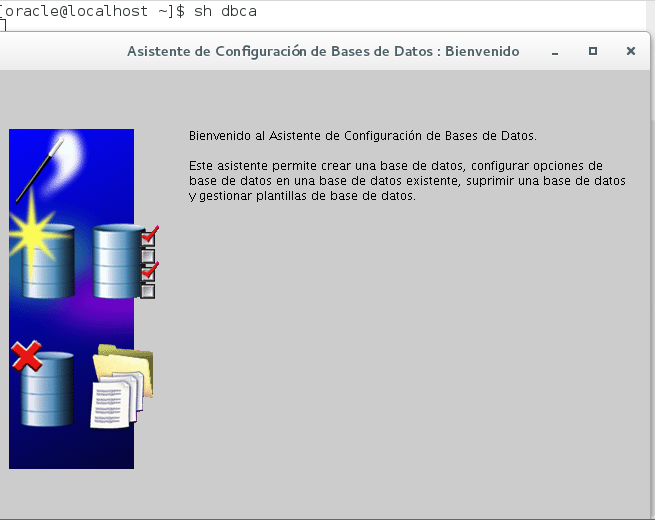 [oracle@localhost ~]$ sh dbca
Asistente de Configuración de Bases de Datos : Bienvenido
Bienvenido al Asistente de Configuración de Bases de Datos.
Este asistente permite crear una base de datos, configurar opciones de
base de datos en una base de datos existente, suprimir una base de datos
y gestionar plantillas de base de datos.